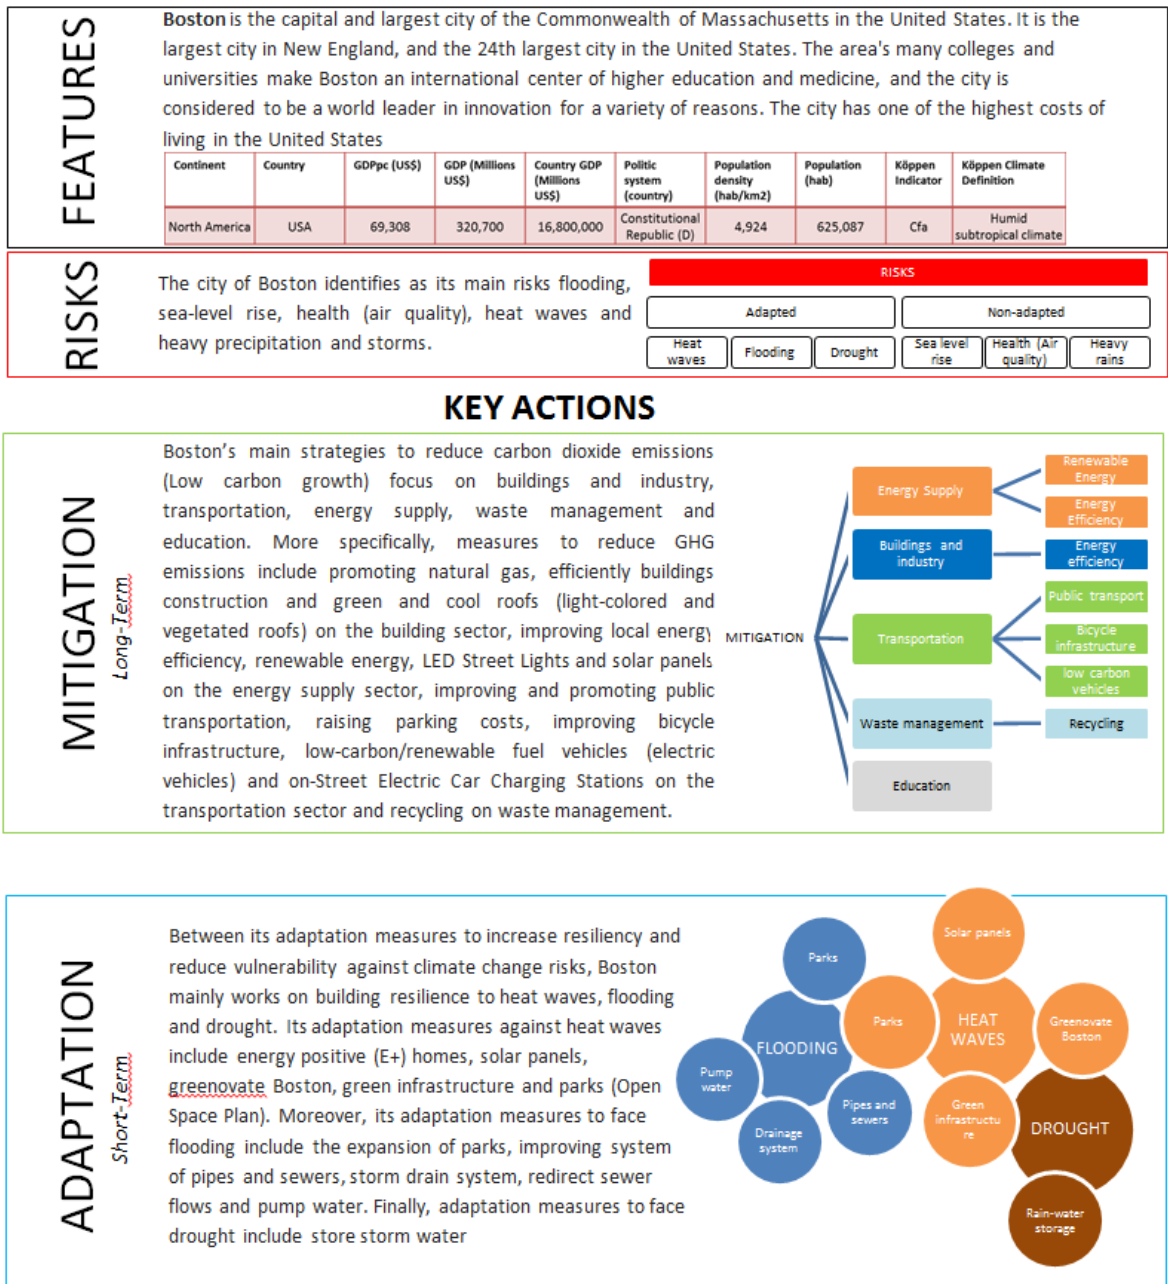 FEATURES
Boston is the capital and largest city of the Commonwealth of Massachusetts in the United States. It is the
largest city in New England, and the 24th largest city in the United States. The area's many colleges and
universities make Boston an international center of higher education and medicine, and the city is
considered to be a world leader in innovation for a variety of reasons. The city has one of the highest costs of
living in the United States
Continent Country GDPpc (US$) GDP (Millions US$) Country GDP (Millions US$) Politic system (country) Population density (hab/km2) Population (hab) Köppen Indicator Köppen Climate Definition
North America USA 69,308 320,700 16,800,000 Constitutional Republic (D) 4,924 625,087 Cfa Humid subtropical climate
RISKS
The city of Boston identifies as its main risks flooding,
sea-level rise, health (air quality), heat waves and
heavy precipitation and storms.
RISKS
Adapted Non-adapted
Heat waves Flooding Drought Sea level rise Health (Air quality) Heavy rains
KEY ACTIONS
MITIGATION
Long-Term
Boston's main strategies to reduce carbon dioxide emissions
(Low carbon growth) focus on buildings and industry,
transportation, energy supply, waste management and
education. More specifically, measures to reduce GHG
emissions include promoting natural gas, efficiently buildings
construction and green and cool roofs (light-colored and
vegetated roofs) on the building sector, improving local energy
efficiency, renewable energy, LED Street Lights and solar panels
on the energy supply sector, improving and promoting public
transportation, raising parking costs, improving bicycle
infrastructure, low-carbon/renewable fuel vehicles (electric
vehicles) and on-Street Electric Car Charging Stations on the
transportation sector and recycling on waste management.
MITIGATION
Energy Supply
Renewable
Energy
Energy
Efficiency
Buildings and
industry
Energy
efficiency
Transportation
Public transport
Bicycle
infrastructure
low carbon
vehicles
Waste management
Recycling
Education
ADAPTATION
Short-Term
Between its adaptation measures to increase resiliency and
reduce vulnerability against climate change risks, Boston
mainly works on building resilience to heat waves, flooding
and drought. Its adaptation measures against heat waves
include energy positive (E+) homes, solar panels,
greenovate Boston, green infrastructure and parks (Open
Space Plan). Moreover, its adaptation measures to face
flooding include the expansion of parks, improving system
of pipes and sewers, storm drain system, redirect sewer
flows and pump water. Finally, adaptation measures to face
drought include store storm water
FLOODING
Parks
Pump
water
Drainage
system
Pipes and
sewers
HEAT
WAVES
Solar panels
Parks
Greenovate
Boston
Green
infrastructu
re
DROUGHT
Rain-water
storage